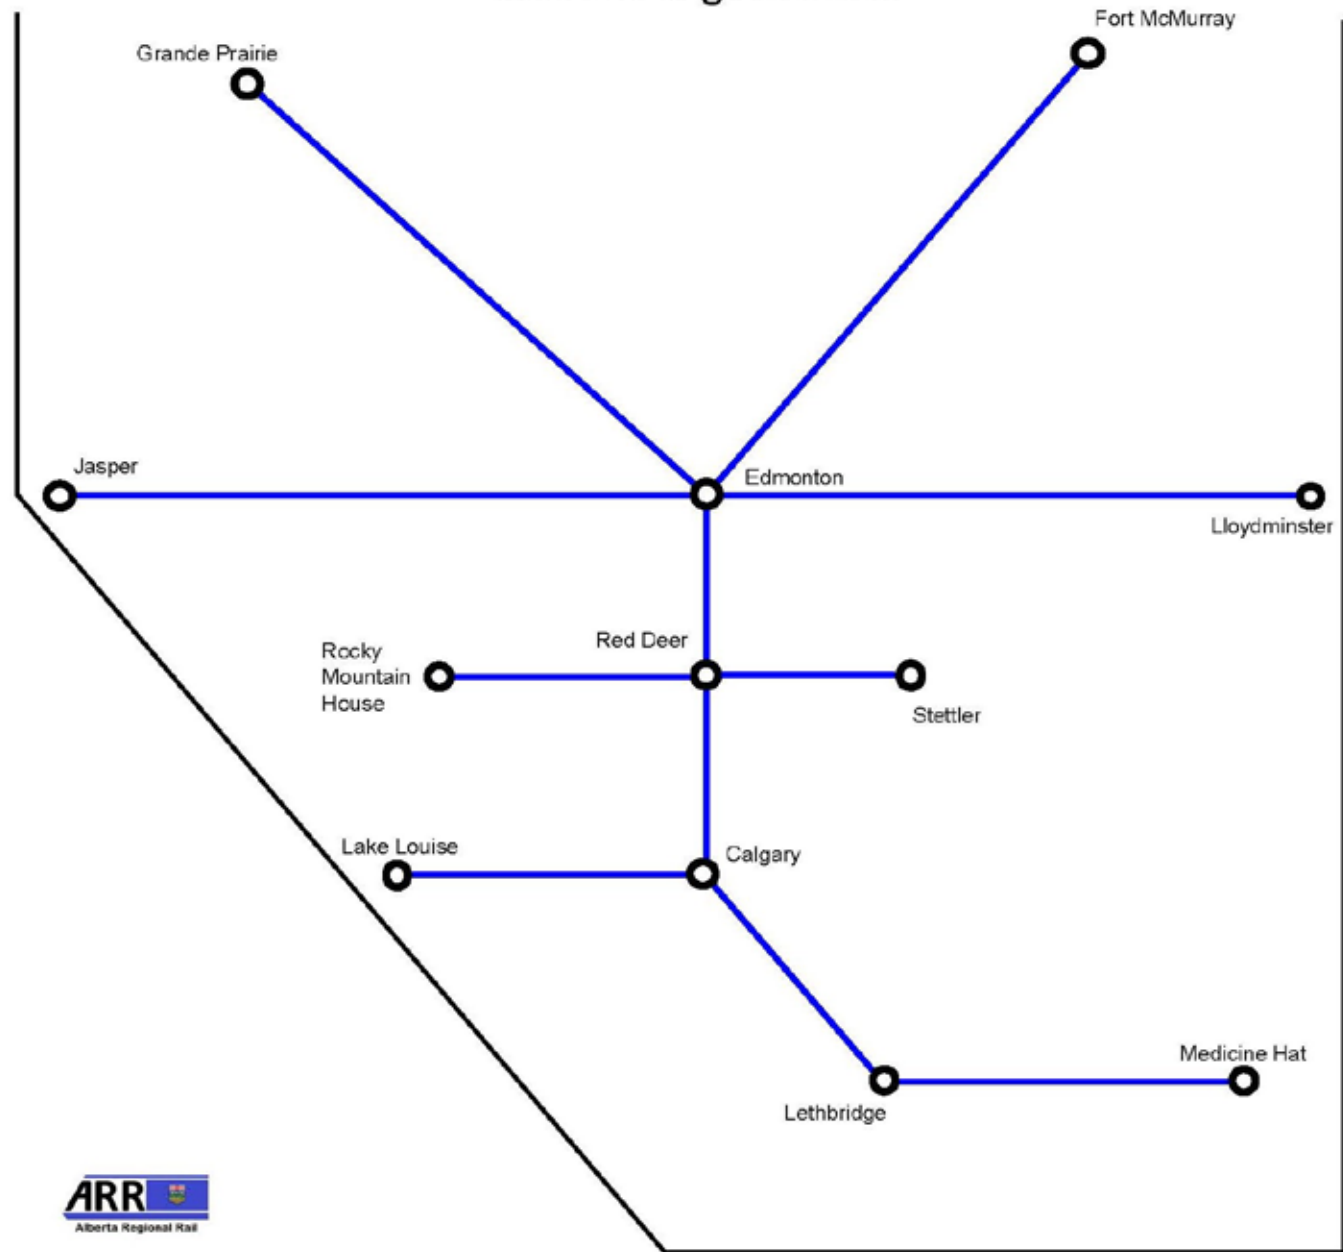 Fort McMurray
Grande Prairie
Jasper
Edmonton
Lloydminster
Red Deer
Rocky
Mountain
House
Stettler
Lake Louise
Calgary
Medicine Hat
Lethbridge
ARR
Alberta Regional Rail